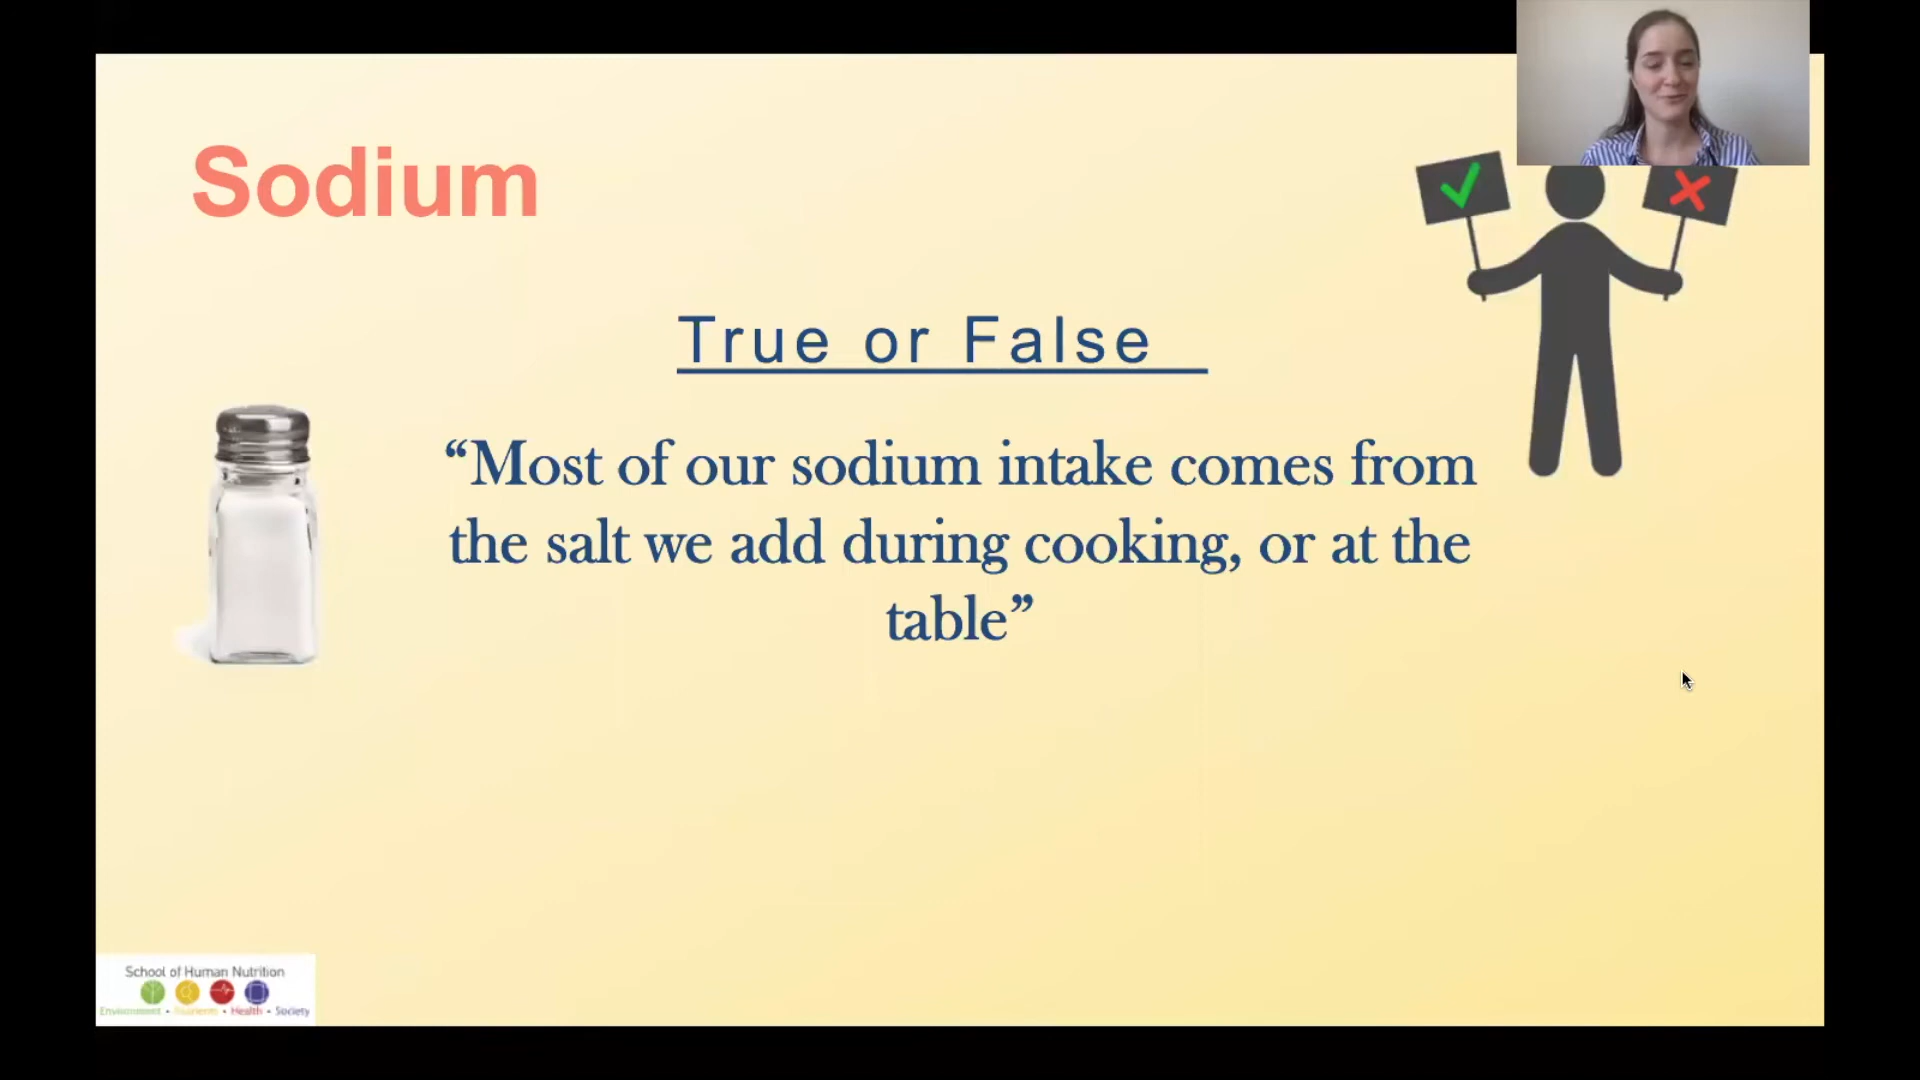 Sodium
True or False
“Most of our sodium intake comes from
the salt we add during cooking, or at the
table”
School of Human Nutrition
Environment • Nutrients • Health • Society